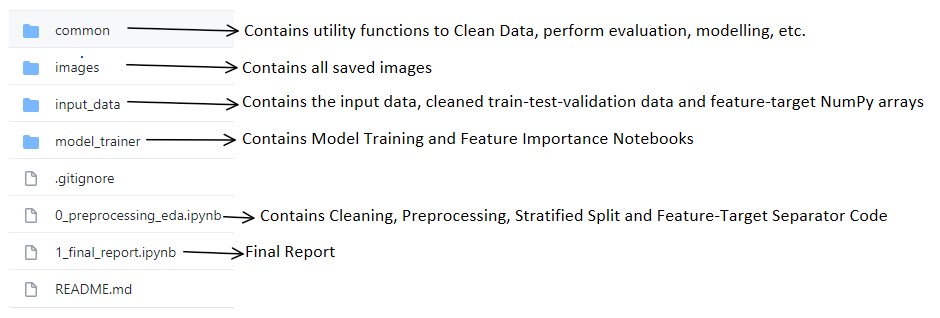 common Contains utility functions to Clean Data, perform evaluation, modelling, etc.
images Contains all saved images
input_data Contains the input data, cleaned train-test-validation data and feature-target NumPy arrays
model_trainer Contains Model Training and Feature Importance Notebooks
.gitignore
0_preprocessing_eda.ipynb Contains Cleaning, Preprocessing, Stratified Split and Feature-Target Separator Code
1_final_report.ipynb Final Report
README.md